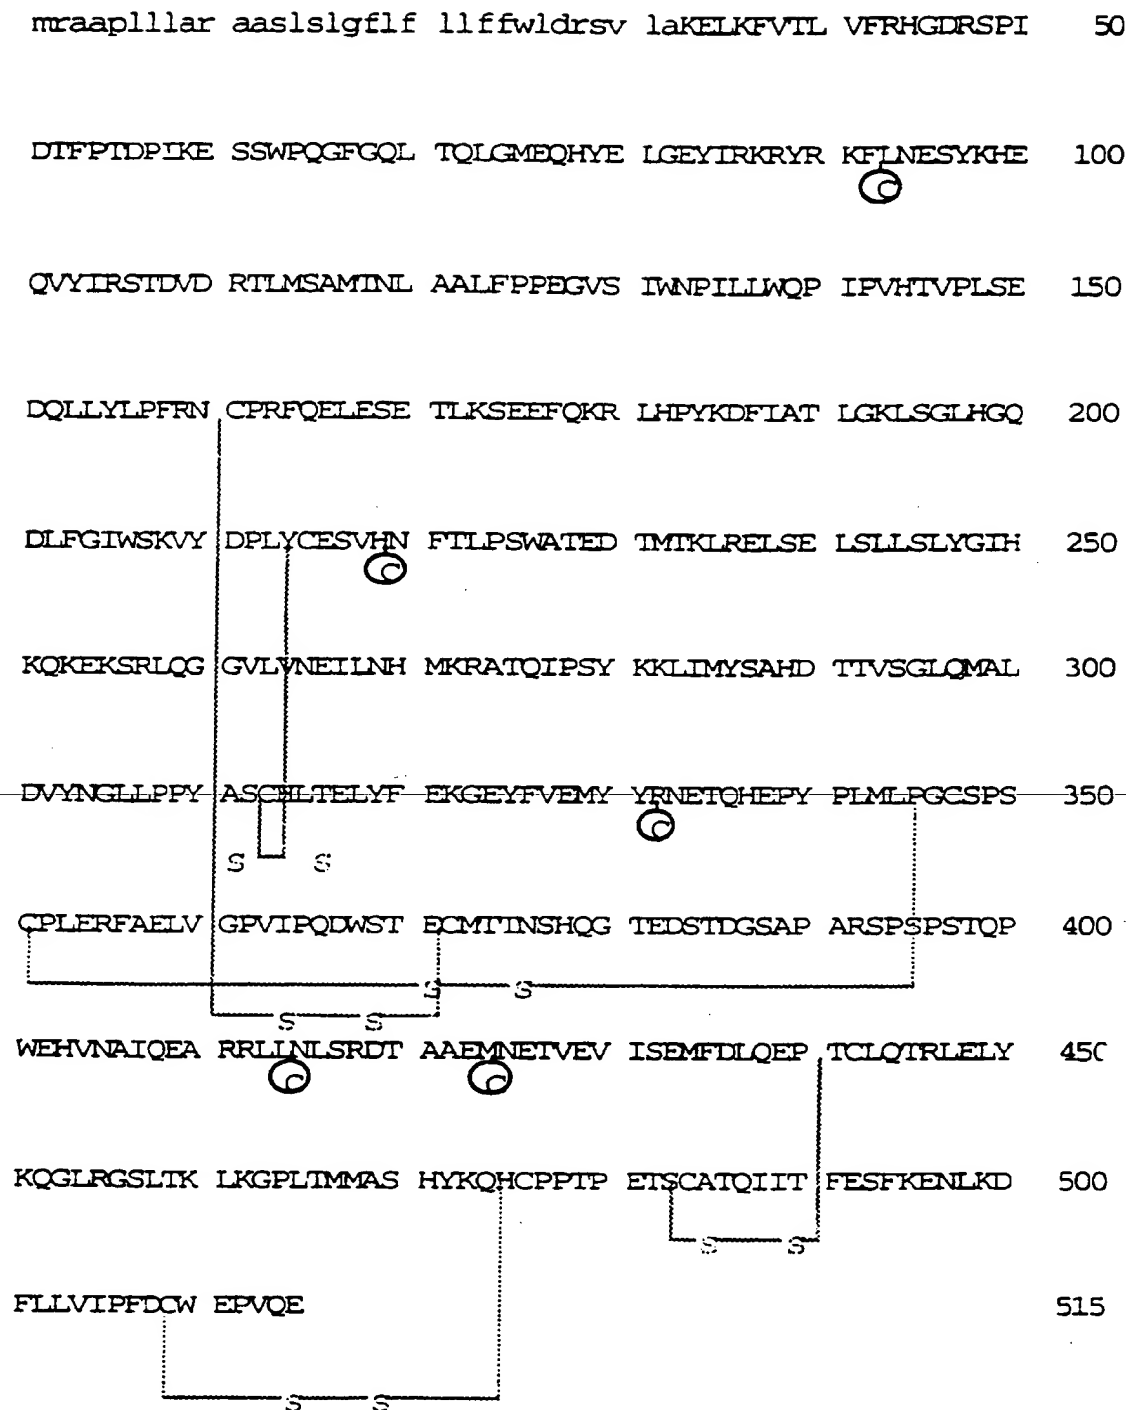 mraaplllar aaslslgflf llffwldrsv laKELKFVTL VFRHGDRSPI 50
DTFPTDPIKE SSWPQGFGQL TQLGMEQHYE LGEYIRKRYR KFLNESYKHE 100
C
QVYIRSTDVD RTLMSAMTNL AALFPPEGVS IWNPILLWQP IPVHTVPLSE 150
DQLLYLPFRN CPRFQELESE TLKSEEFQKR LHPYKDFIAT LGKLSGLHGQ 200
DLFGIWSKVY DPLYCESVHN FTLPSWATED TMTKLRELSE LSLLSLYGIH 250
C
KQKEKSRLQG GVLVNEILNH MKRATQIPSY KKLIMYSAHD TTVSGLQMAL 300
DVYNGLLPPY ASCHLTELYF EKGEYFVEMY YRNETQHEPY PLMLPGCSPS 350
C
S S
CPLERFAELV GPVIPQDWST ECMTTNSHQG TEDSTDGSAP ARSPSPSTQP 400
S S
S S
WEHVNAIQEA RRLLNLSRDT AAEMNETVEV ISEMFDLQEP TCLQTRLELY 450
C C
KQGLRGSLTK LKGPLTMMAS HYKQHCPPTP ETSCATQIIT FESFKENLKD 500
S S
FLLVIPFDCW EPVQE 515
S S